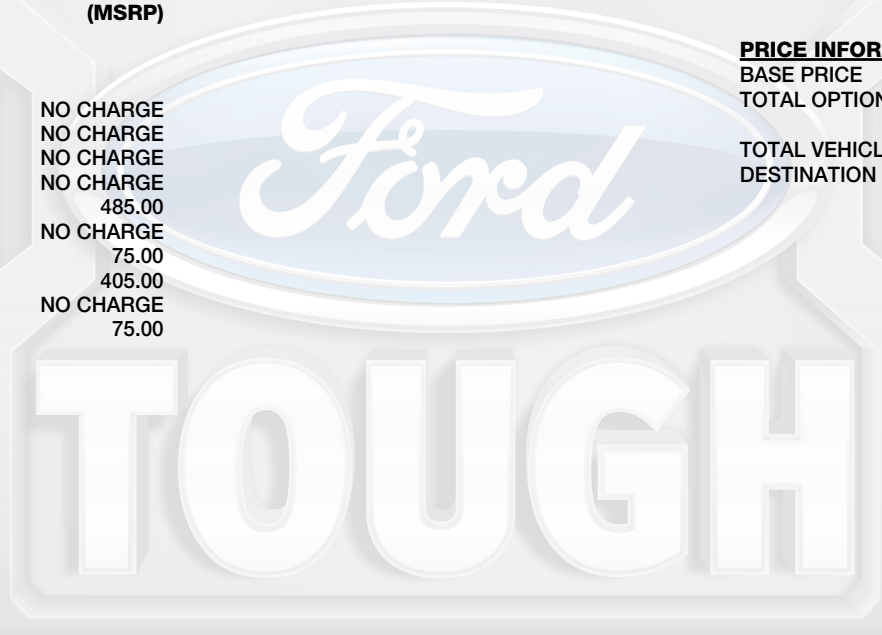 (MSRP)
NO CHARGE
NO CHARGE
NO CHARGE
NO CHARGE
485.00
NO CHARGE
75.00
405.00
NO CHARGE
75.00
PRICE INFOR
BASE PRICE
TOTAL OPTION
TOTAL VEHICL
DESTINATION
Ford
TOUGH